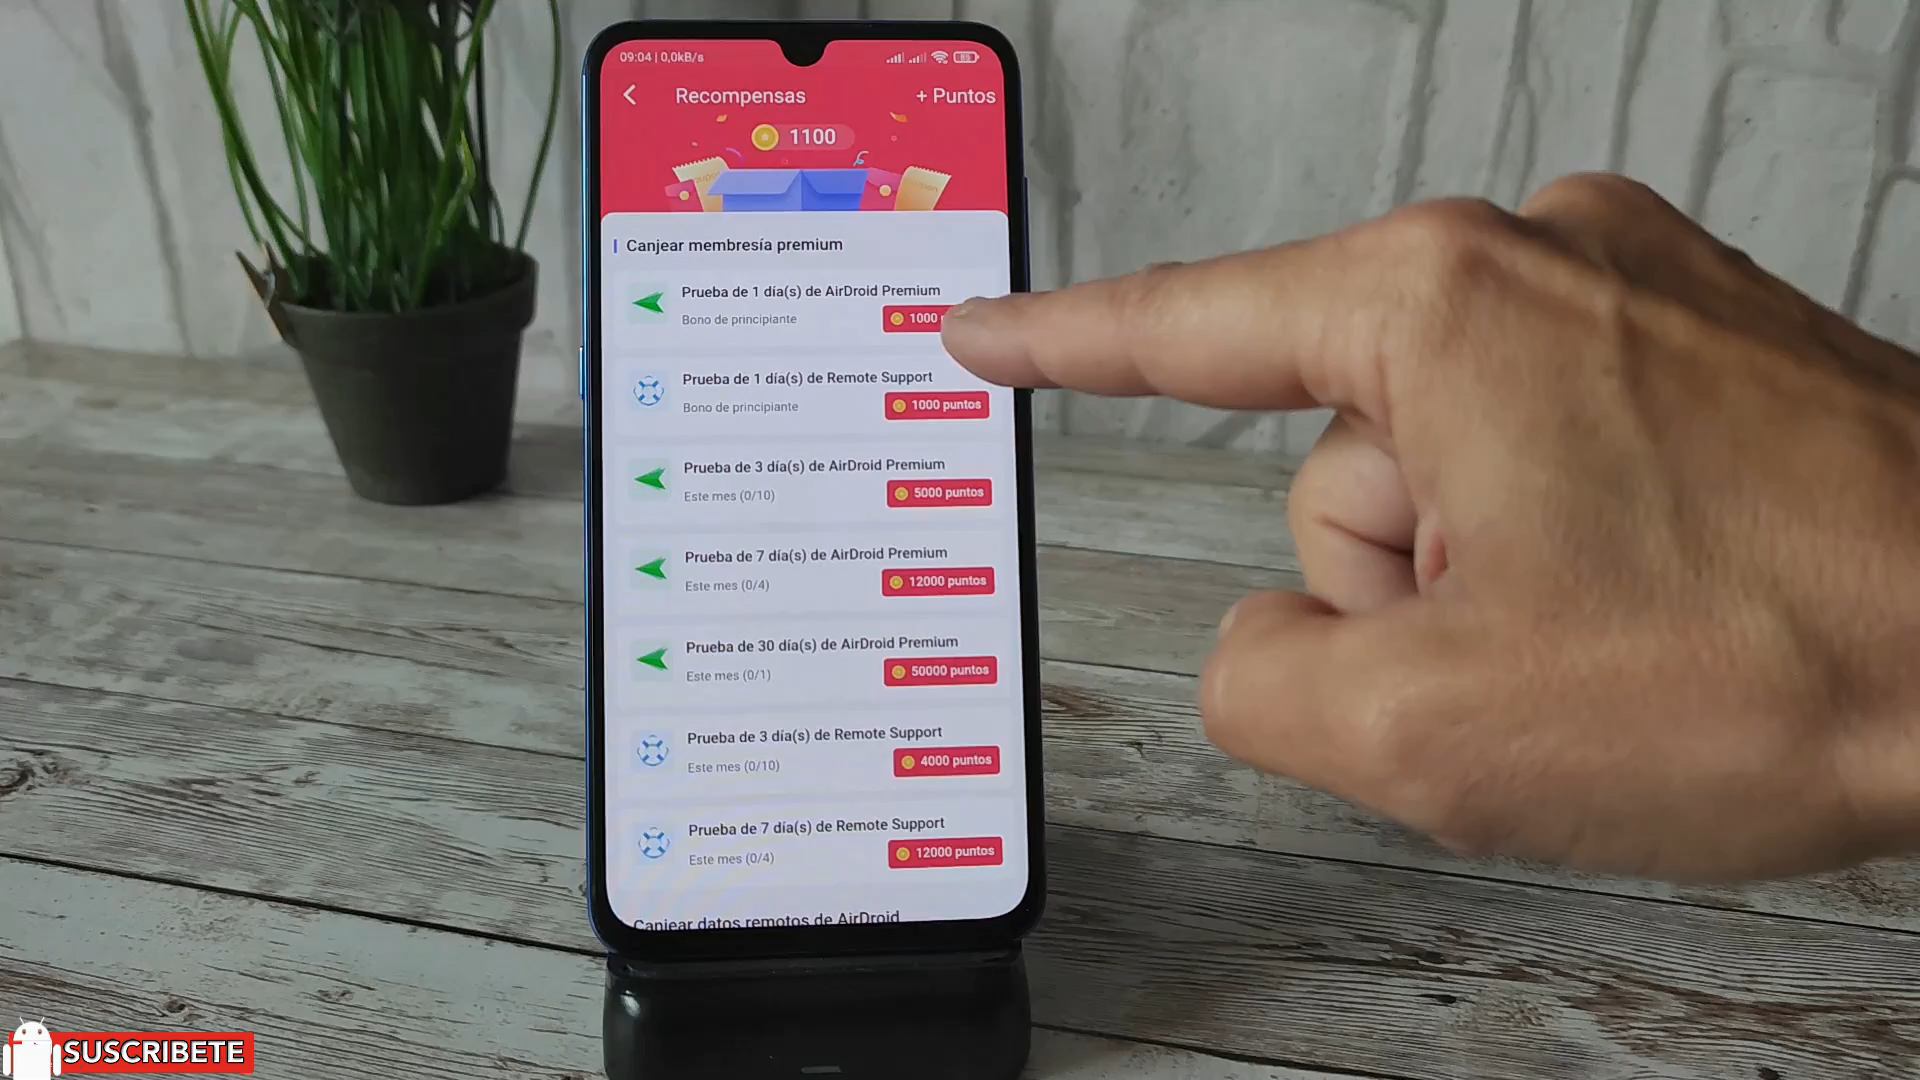 09:04 | 0,0kB/s
Recompensas
+ Puntos
1100
Canjear membresía premium
Prueba de 1 día(s) de AirDroid Premium
Bono de principiante
1000
Prueba de 1 día(s) de Remote Support
Bono de principiante
1000 puntos
Prueba de 3 día(s) de AirDroid Premium
Este mes (0/10)
5000 puntos
Prueba de 7 día(s) de AirDroid Premium
Este mes (0/4)
12000 puntos
Prueba de 30 día(s) de AirDroid Premium
Este mes (0/1)
50000 puntos
Prueba de 3 día(s) de Remote Support
Este mes (0/10)
4000 puntos
Prueba de 7 día(s) de Remote Support
Este mes (0/4)
12000 puntos
Canjear datos remotos de AirDroid
SUSCRIBETE